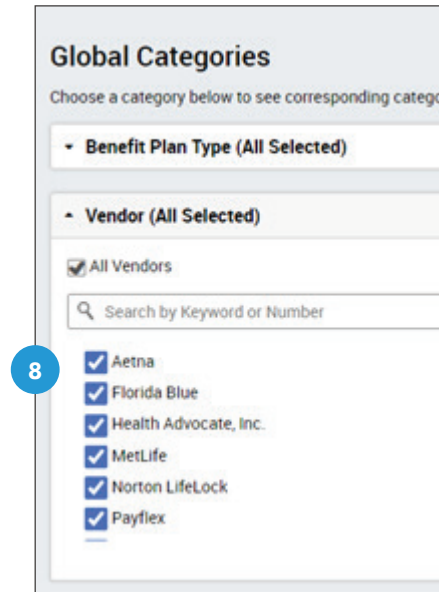 Global Categories
Choose a category below to see corresponding catego
Benefit Plan Type (All Selected)
Vendor (All Selected)
All Vendors
Search by Keyword or Number
8
Aetna
Florida Blue
Health Advocate, Inc.
MetLife
Norton LifeLock
Payflex